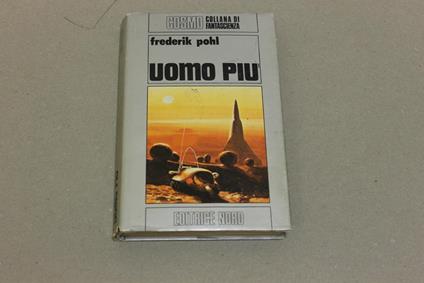 COSMO COLLANA DI
FANTASCIENZA
frederik pohl
UOMO PIU'
EDITRICE NORD